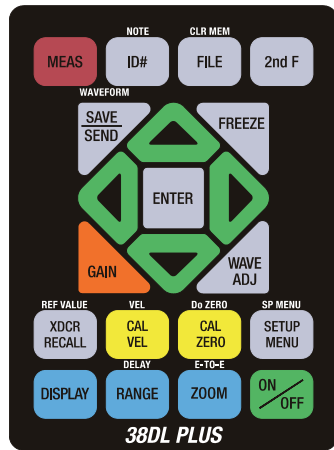 NOTE CLR MEM
MEAS ID# FILE 2nd F
WAVEFORM
SAVE
SEND
FREEZE
ENTER
GAIN
WAVE
ADJ
REF VALUE VEL Do ZERO SP MENU
XDCR
RECALL
CAL
VEL
CAL
ZERO
SETUP
MENU
DELAY E-TO-E
DISPLAY RANGE ZOOM
ON
OFF
38DL PLUS